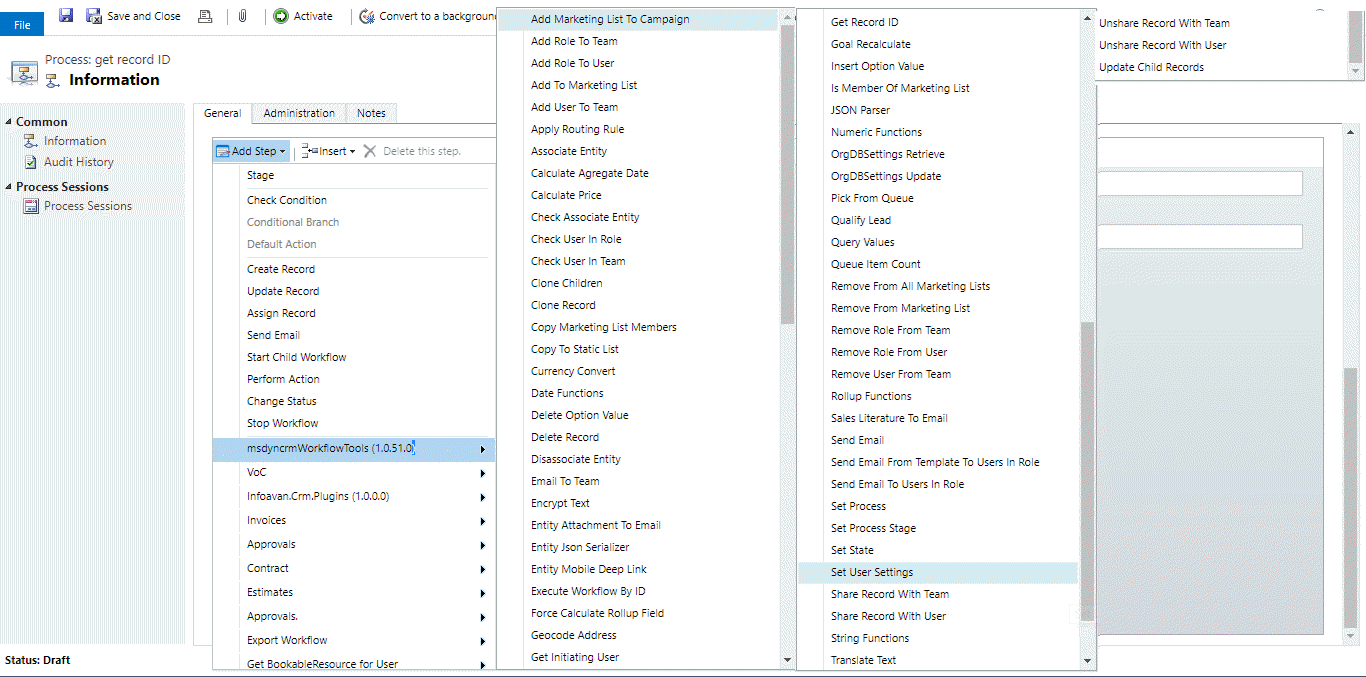 File
Save and Close
Activate
Convert to a backgroun
Process: get record ID
Information
Common
Information
Audit History
Process Sessions
Process Sessions
General
Administration
Notes
Add Step
Insert
Delete this step.
Stage
Check Condition
Conditional Branch
Default Action
Create Record
Update Record
Assign Record
Send Email
Start Child Workflow
Perform Action
Change Status
Stop Workflow
msdyncrmWorkflowTools (1.0.51.0)
VoC
Infoavan.Crm.Plugins (1.0.0.0)
Invoices
Approvals
Contract
Estimates
Approvals.
Export Workflow
Get BookableResource for User
Add Marketing List To Campaign
Add Role To Team
Add Role To User
Add To Marketing List
Add User To Team
Apply Routing Rule
Associate Entity
Calculate Agregate Date
Calculate Price
Check Associate Entity
Check User In Role
Check User In Team
Clone Children
Clone Record
Copy Marketing List Members
Copy To Static List
Currency Convert
Date Functions
Delete Option Value
Delete Record
Disassociate Entity
Email To Team
Encrypt Text
Entity Attachment To Email
Entity Json Serializer
Entity Mobile Deep Link
Execute Workflow By ID
Force Calculate Rollup Field
Geocode Address
Get Initiating User
Get Record ID
Goal Recalculate
Insert Option Value
Is Member Of Marketing List
JSON Parser
Numeric Functions
OrgDBSettings Retrieve
OrgDBSettings Update
Pick From Queue
Qualify Lead
Query Values
Queue Item Count
Remove From All Marketing Lists
Remove From Marketing List
Remove Role From Team
Remove Role From User
Remove User From Team
Rollup Functions
Sales Literature To Email
Send Email
Send Email From Template To Users In Role
Send Email To Users In Role
Set Process
Set Process Stage
Set State
Set User Settings
Share Record With Team
Share Record With User
String Functions
Translate Text
Unshare Record With Team
Unshare Record With User
Update Child Records
Status: Draft